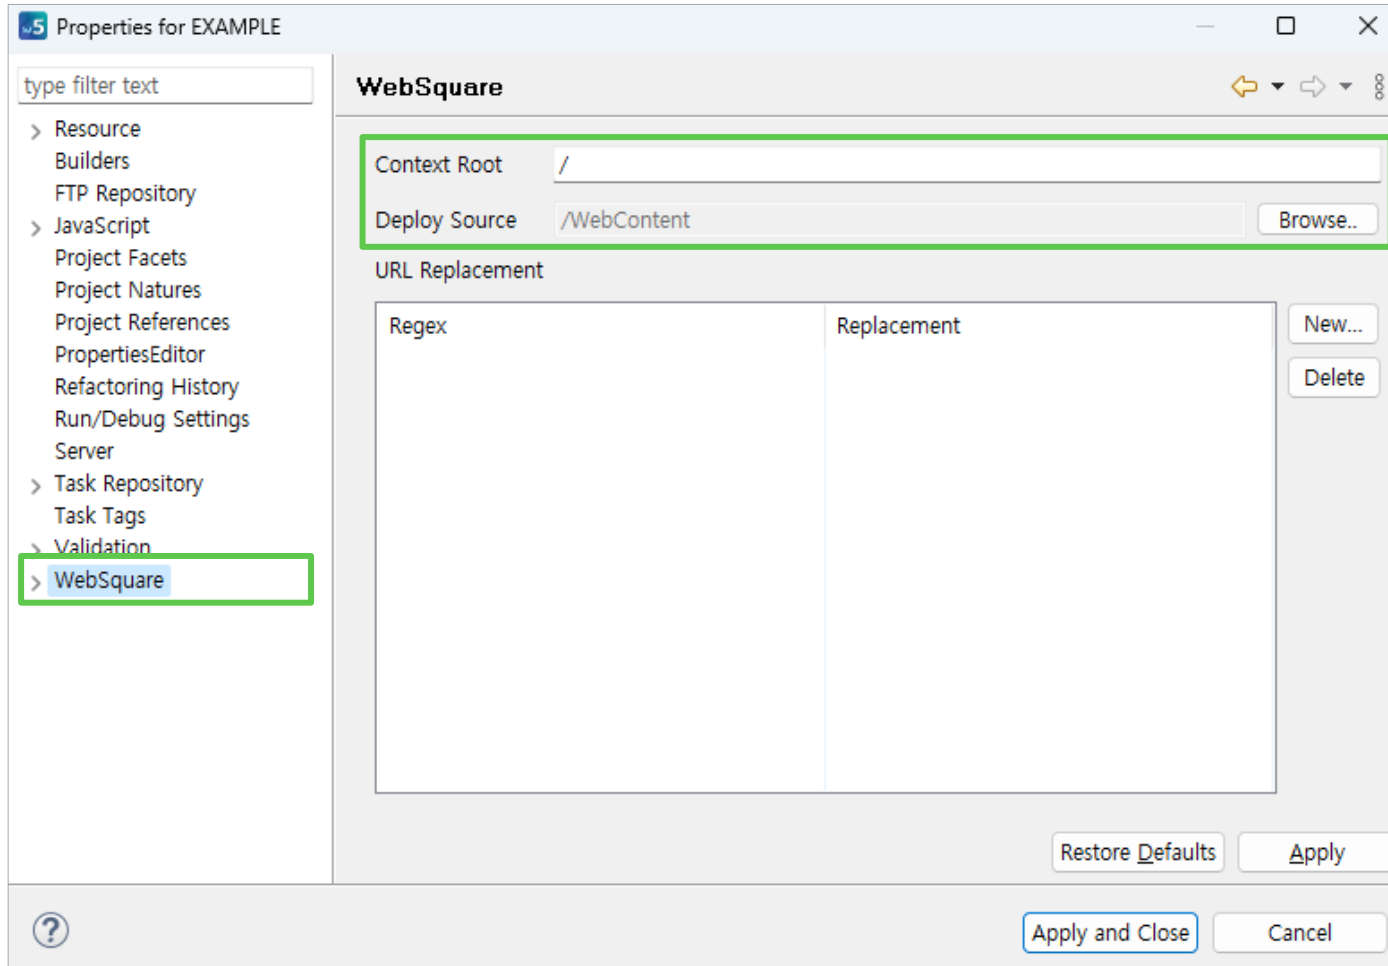 W5 Properties for EXAMPLE
type filter text
Resource
Builders
FTP Repository
JavaScript
Project Facets
Project Natures
Project References
PropertiesEditor
Refactoring History
Run/Debug Settings
Server
Task Repository
Task Tags
Validation
WebSquare
WebSquare
Context Root /
Deploy Source /WebContent Browse..
URL Replacement
Regex Replacement
New...
Delete
Restore Defaults Apply
? Apply and Close Cancel